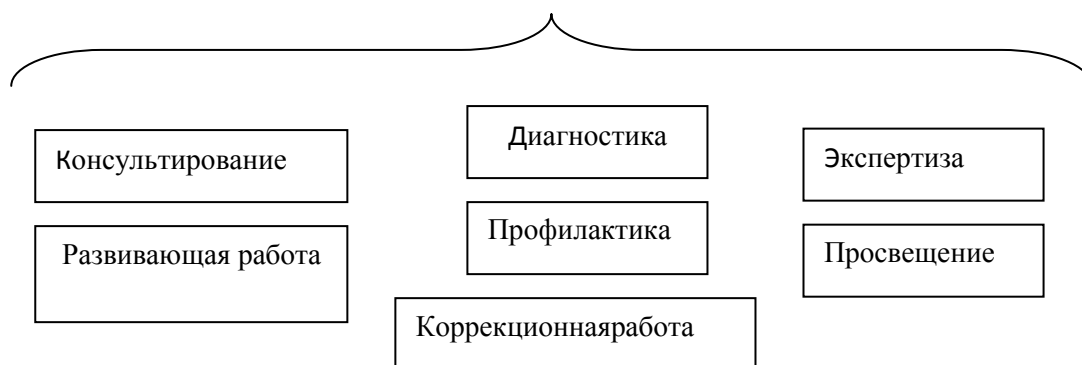 Диагностика
Консультирование
Экспертиза
Профилактика
Развивающая работа
Просвещение
Коррекционнаяработа